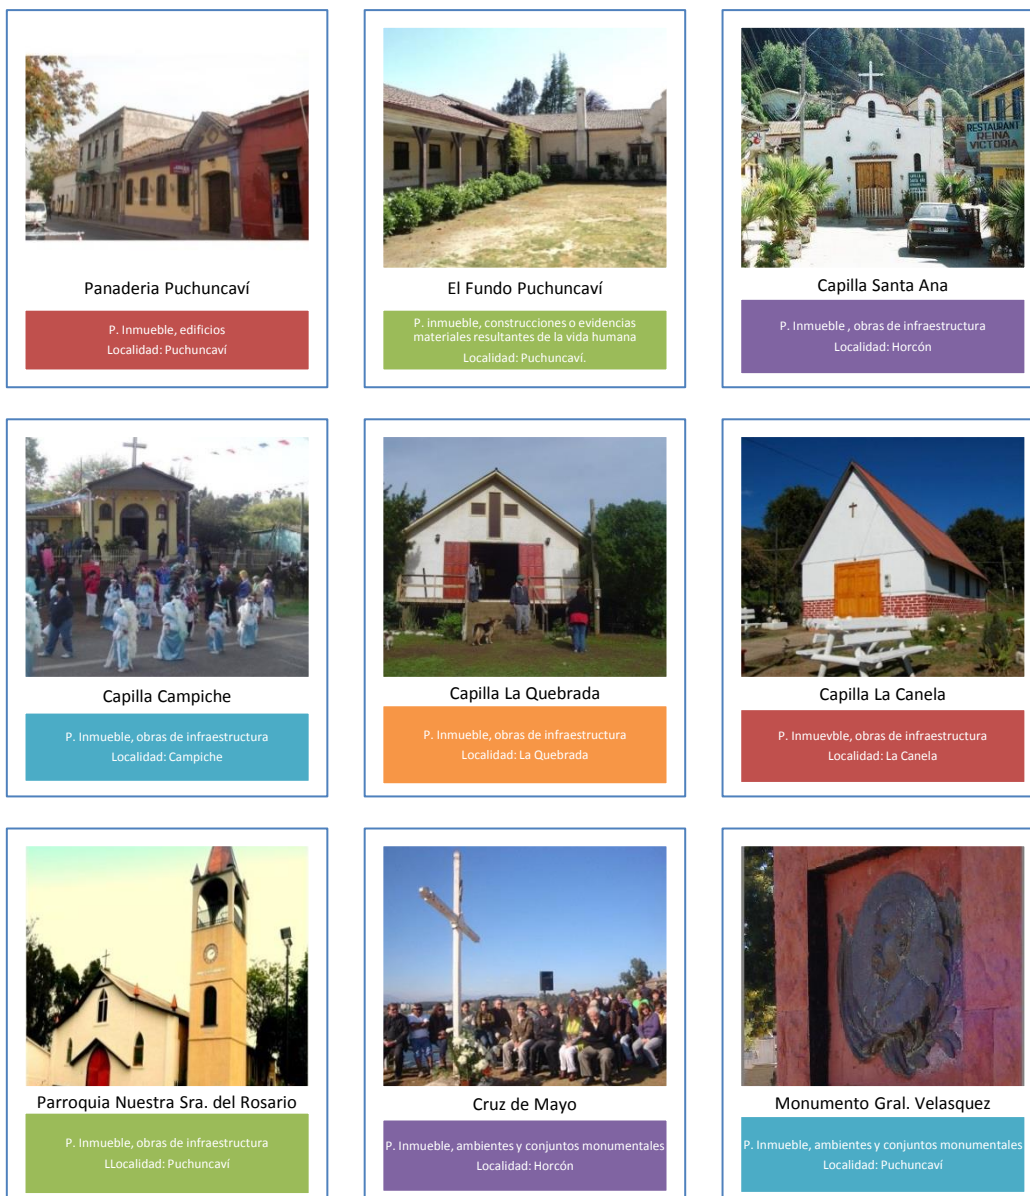 Panaderia Puchuncaví
P. Inmueble, edificios
Localidad: Puchuncaví
El Fundo Puchuncaví
P. inmueble, construcciones o evidencias
materiales resultantes de la vida humana
Localidad: Puchuncaví.
RESTAURANT
REINA
VICTORIA
Capilla Santa Ana
P. Inmueble , obras de infraestructura
Localidad: Horcón
Capilla Campiche
P. Inmueble, obras de infraestructura
Localidad: Campiche
Capilla La Quebrada
P. Inmueble, obras de infraestructura
Localidad: La Quebrada
Capilla La Canela
P. Inmuevble, obras de infraestructura
Localidad: La Canela
Parroquia Nuestra Sra. del Rosario
P. Inmueble, obras de infraestructura
LLocalidad: Puchuncaví
Cruz de Mayo
P. Inmueble, ambientes y conjuntos monumentales
Localidad: Horcón
Monumento Gral. Velasquez
P. Inmueble, ambientes y conjuntos monumentales
Localidad: Puchuncaví